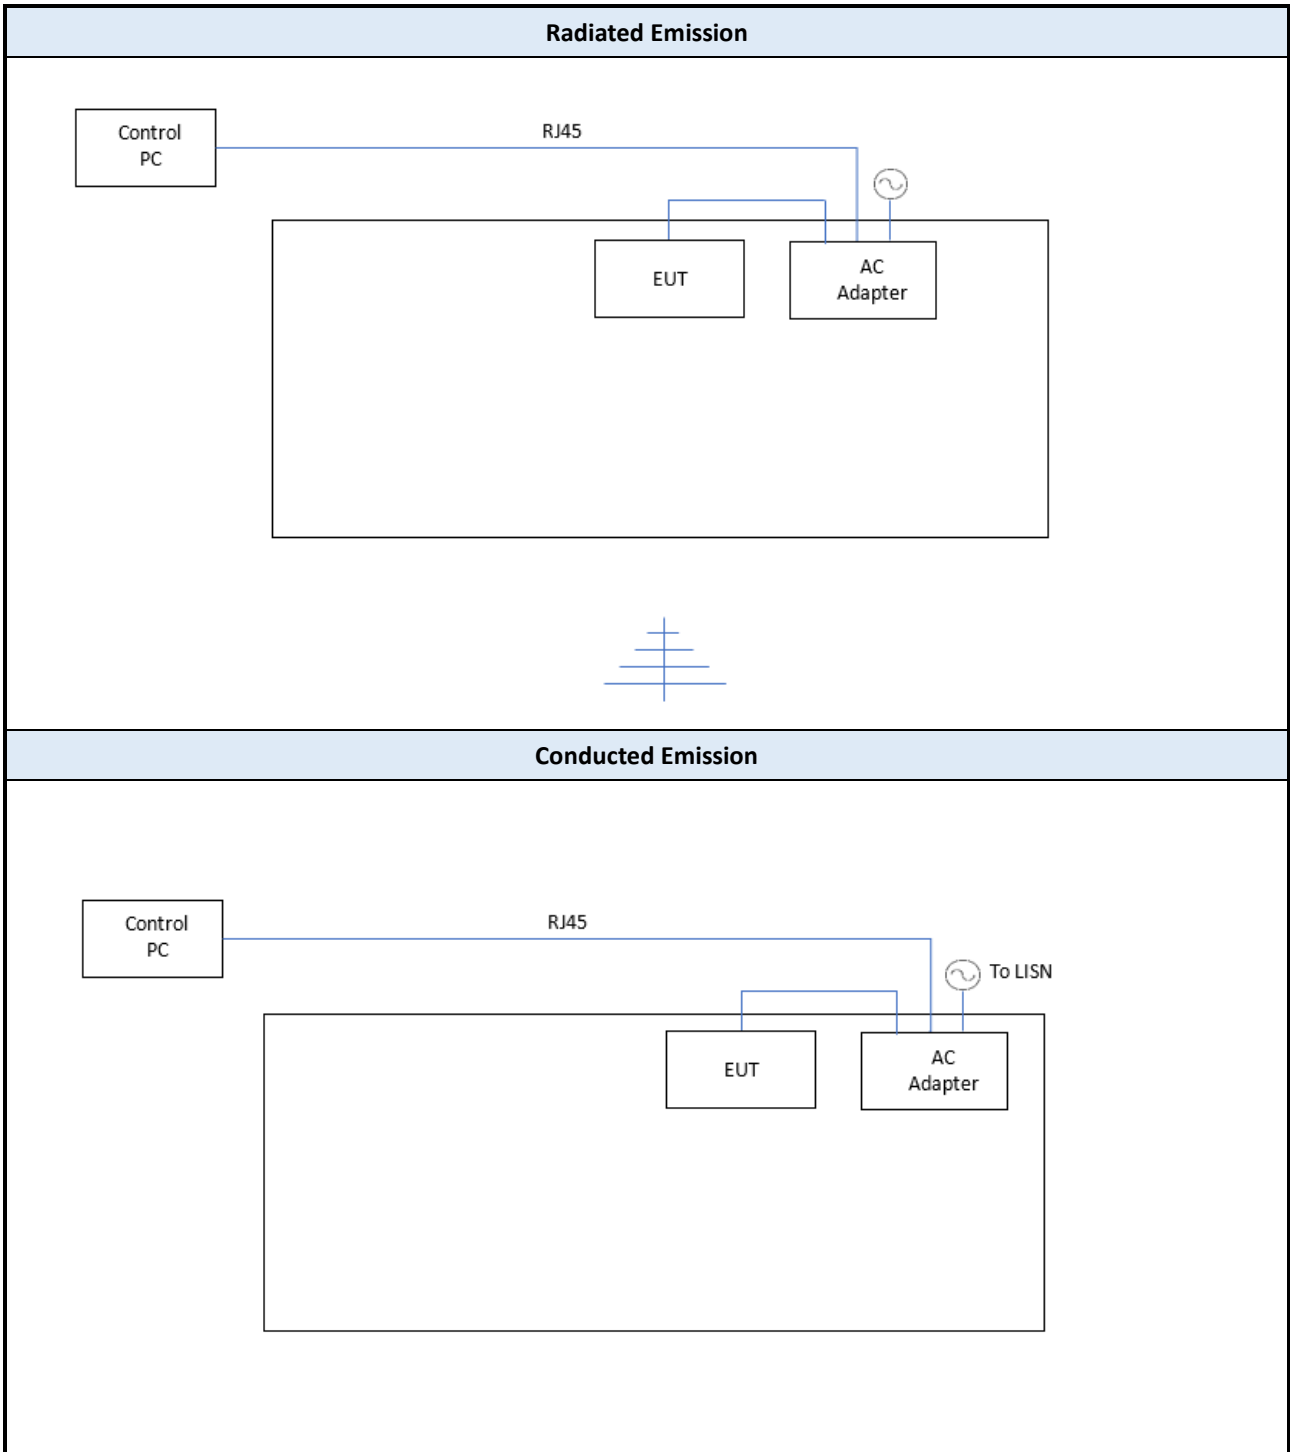 Radiated Emission
Control
PC
RJ45
EUT
AC
Adapter
Conducted Emission
Control
PC
RJ45
To LISN
EUT
AC
Adapter